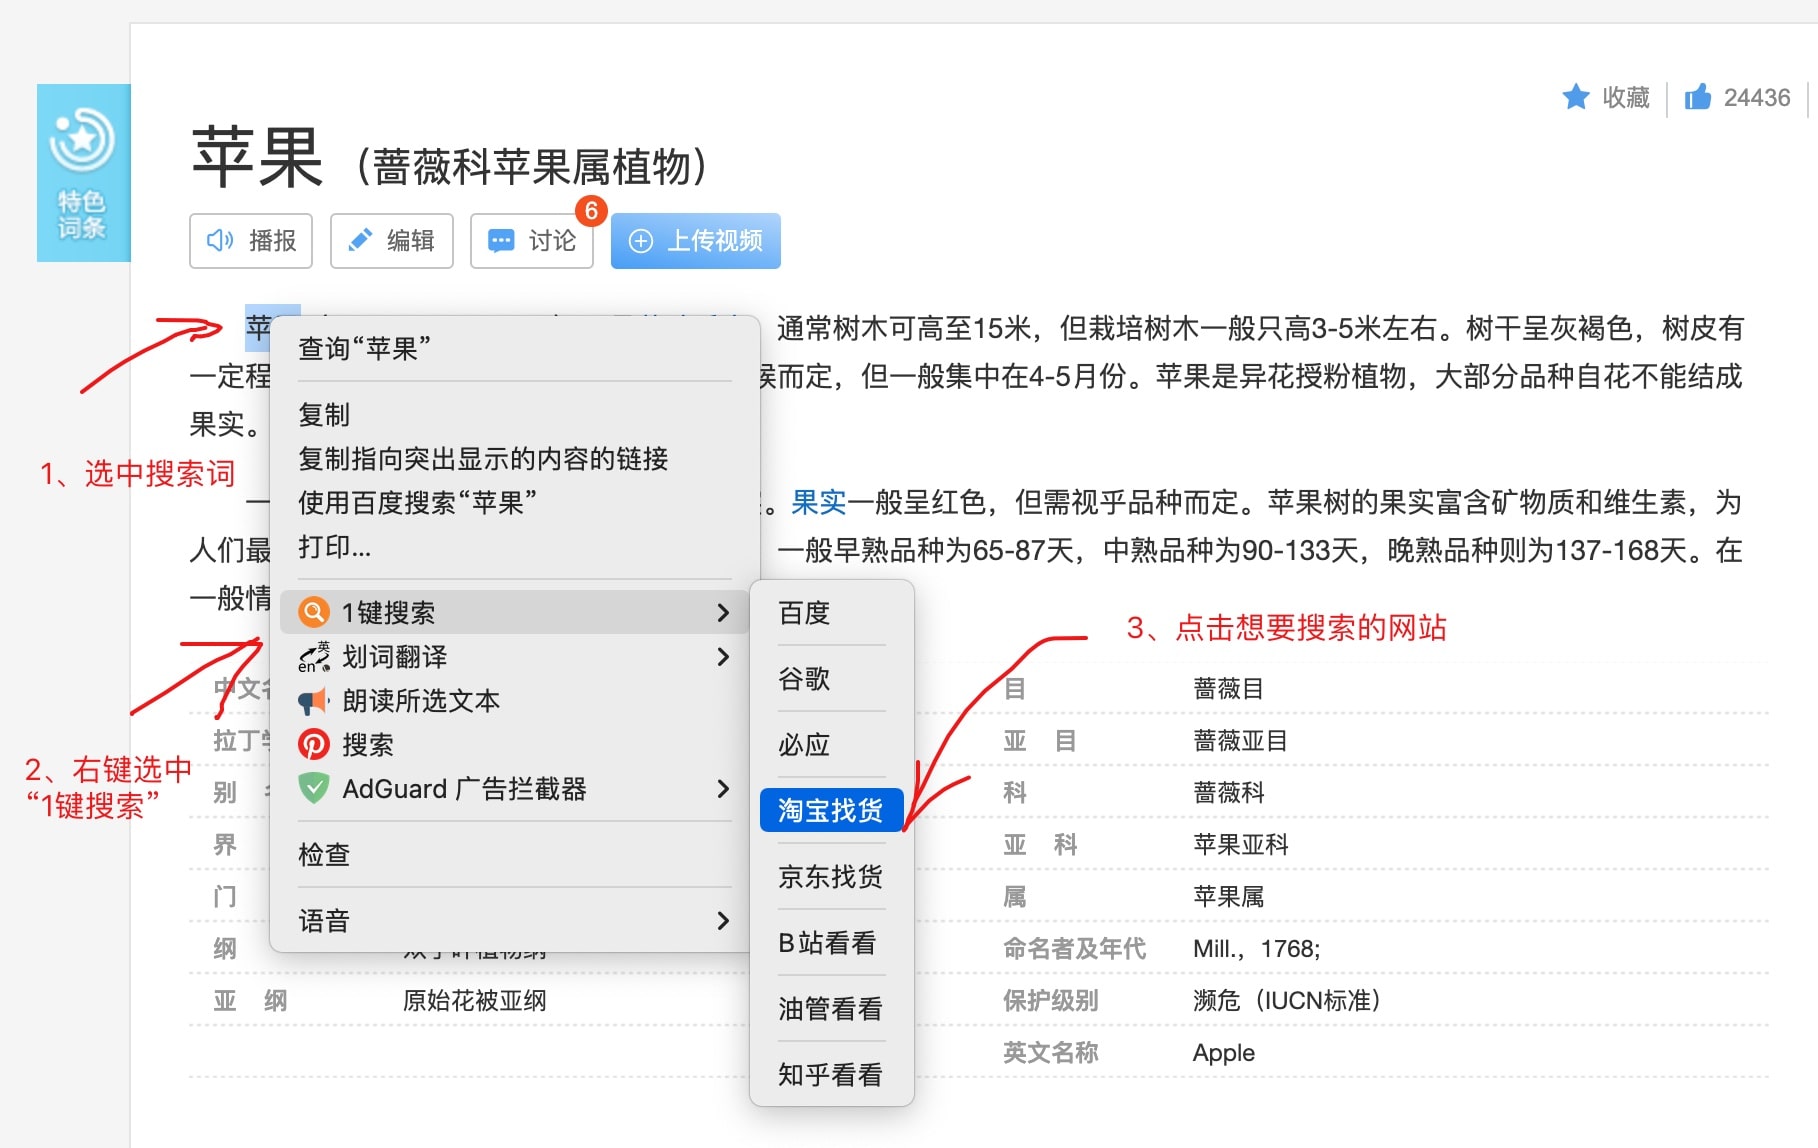 收藏
24436
特色
词条
苹果（蔷薇科苹果属植物）
播报
编辑
讨论
6
上传视频
通常树木可高至15米，但栽培树木一般只高3-5米左右。树干呈灰褐色，树皮有
一定程
而定，但一般集中在4-5月份。苹果是异花授粉植物，大部分品种自花不能结成
果实。
1、选中搜索词
一
。果实一般呈红色，但需视乎品种而定。苹果树的果实富含矿物质和维生素，为
人们最
一般早熟品种为65-87天，中熟品种为90-133天，晚熟品种则为137-168天。在
一般情
查询“苹果”
复制
复制指向突出显示的内容的链接
使用百度搜索“苹果”
打印...
1键搜索
划词翻译
朗读所选文本
搜索
AdGuard 广告拦截器
检查
语音
百度
谷歌
必应
淘宝找货
京东找货
B站看看
油管看看
知乎看看
3、点击想要搜索的网站
2、右键选中
“1键搜索”
中文
拉丁
别
界
门
纲
亚 纲 原始花被亚纲
目 蔷薇目
亚 目 蔷薇亚目
科 蔷薇科
亚 科 苹果亚科
属 苹果属
命名者及年代 Mill.，1768;
保护级别 濒危（IUCN标准）
英文名称 Apple